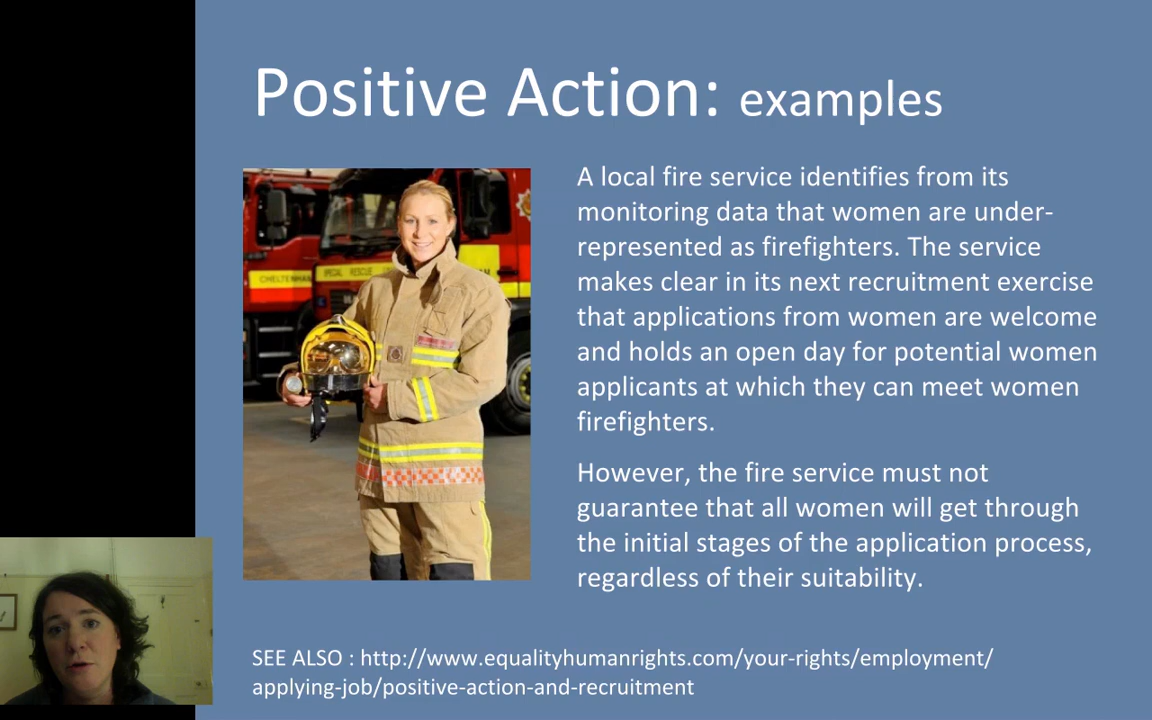 Positive Action: examples
CHELTENHAM
SPECIAL RESCUE
A local fire service identifies from its
monitoring data that women are under-
represented as firefighters. The service
makes clear in its next recruitment exercise
that applications from women are welcome
and holds an open day for potential women
applicants at which they can meet women
firefighters.
However, the fire service must not
guarantee that all women will get through
the initial stages of the application process,
regardless of their suitability.
SEE ALSO : http://www.equalityhumanrights.com/your-rights/employment/
applying-job/positive-action-and-recruitment